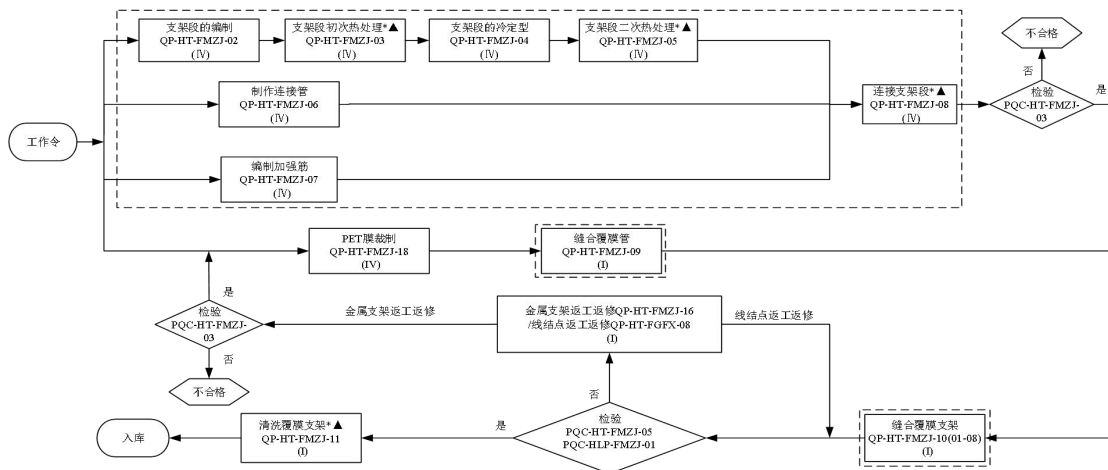 支架段的编制
QP-HT-FMZJ-02
(Ⅳ)
支架段初次热处理*▲
QP-HT-FMZJ-03
(Ⅳ)
支架段的冷定型
QP-HT-FMZJ-04
(Ⅳ)
支架段二次热处理*▲
QP-HT-FMZJ-05
(Ⅳ)
不合格
否
制作连接管
QP-HT-FMZJ-06
(Ⅳ)
连接支架段*▲
QP-HT-FMZJ-08
(Ⅳ)
检验
PQC-HT-FMZJ-
03
是
工作令
编制加强筋
QP-HT-FMZJ-07
(Ⅳ)
PET膜裁制
QP-HT-FMZJ-18
(IV)
缝合覆膜管
QP-HT-FMZJ-09
(I)
是
检验
PQC-HT-FMZJ-
03
否
不合格
金属支架返工返修
金属支架返工返修QP-HT-FMZJ-16
/线结点返工返修QP-HT-FGFX-08
(I)
线结点返工返修
否
入库
清洗覆膜支架*▲
QP-HT-FMZJ-11
(I)
是
检验
PQC-HT-FMZJ-05
PQC-HLP-FMZJ-01
缝合覆膜支架
QP-HT-FMZJ-10(01-08)
(I)